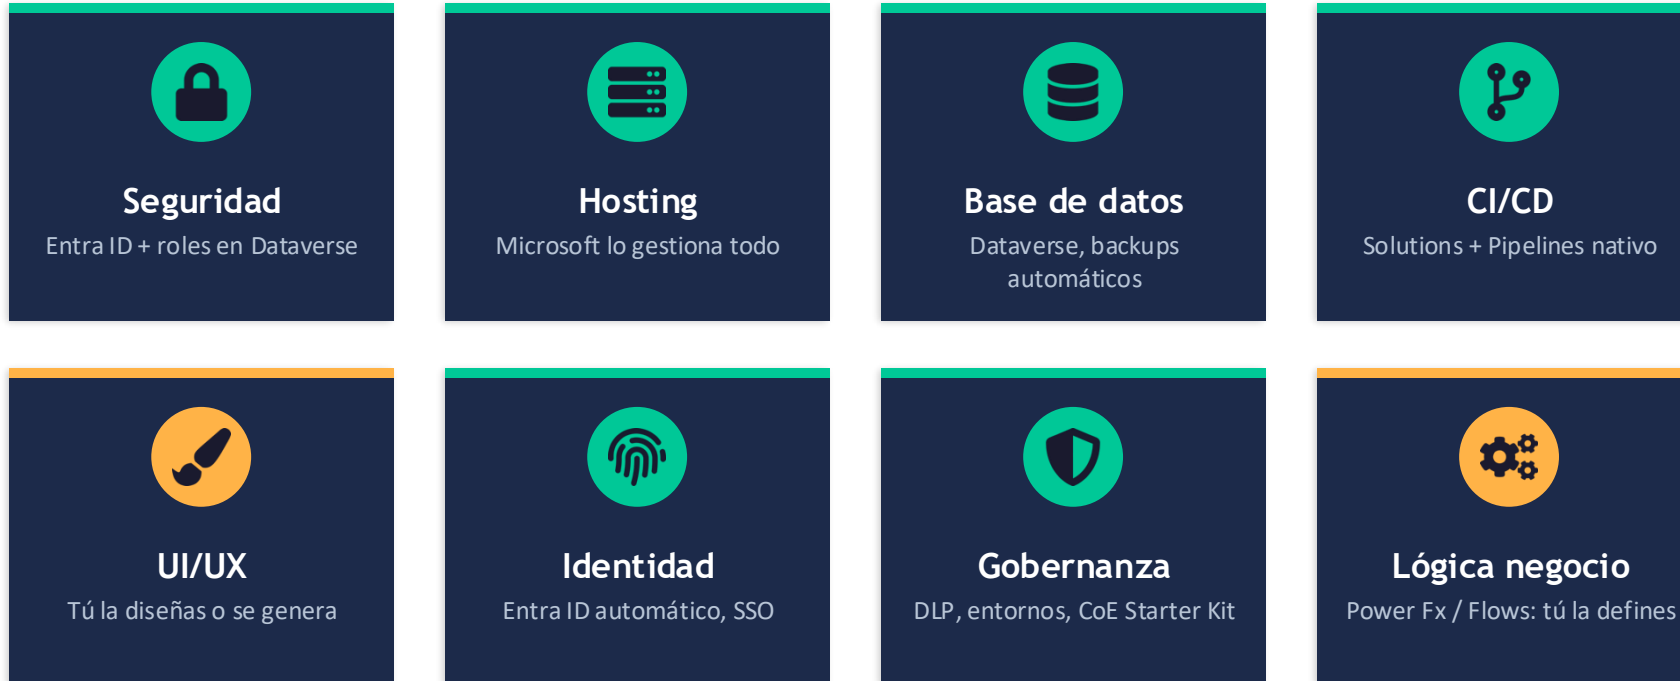 Seguridad
Entra ID + roles en Dataverse
Hosting
Microsoft lo gestiona todo
Base de datos
Dataverse, backups
automáticos
CI/CD
Solutions + Pipelines nativo
UI/UX
Tú la diseñas o se genera
Identidad
Entra ID automático, SSO
Gobernanza
DLP, entornos, CoE Starter Kit
Lógica negocio
Power Fx / Flows: tú la defines